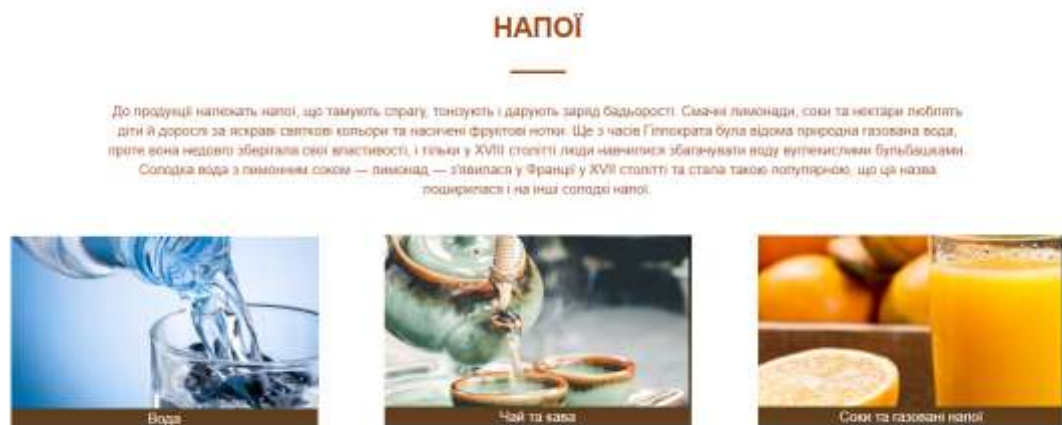 НАПОЇ
До продукції належать напої, що тамують спрагу, тонізують і дарують заряд бадьорості. Смачні лимонади, соки та нектари люблять
діти й дорослі за яскраві святкові кольори та насичені фруктові нотки. Ще з часів Гіппократа була відома природна газована вода,
проте вона недовго зберігала свої властивості, і тільки у XVIII столітті люди навчилися збагачувати воду вуглекислими бульбашками.
Солодка вода з лимонним соком — лимонад — з'явилася у Франції у XVII столітті та стала такою популярною, що ця назва
поширилася і на інші солодкі напої.
Вода
Чай та кава
Соки та газовані напої